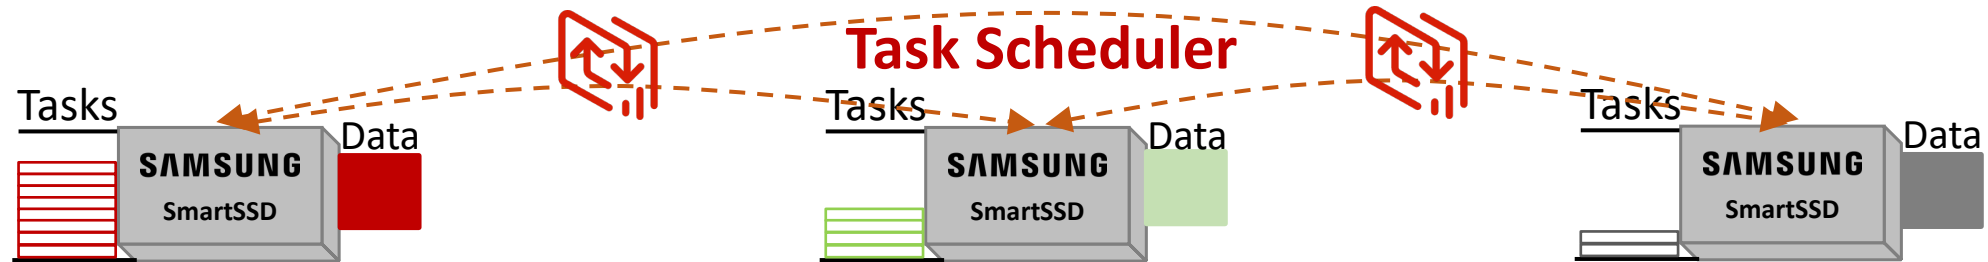 Task Scheduler
Tasks
Data
SAMSUNG
SmartSSD
Tasks
Data
SAMSUNG
SmartSSD
Tasks
Data
SAMSUNG
SmartSSD